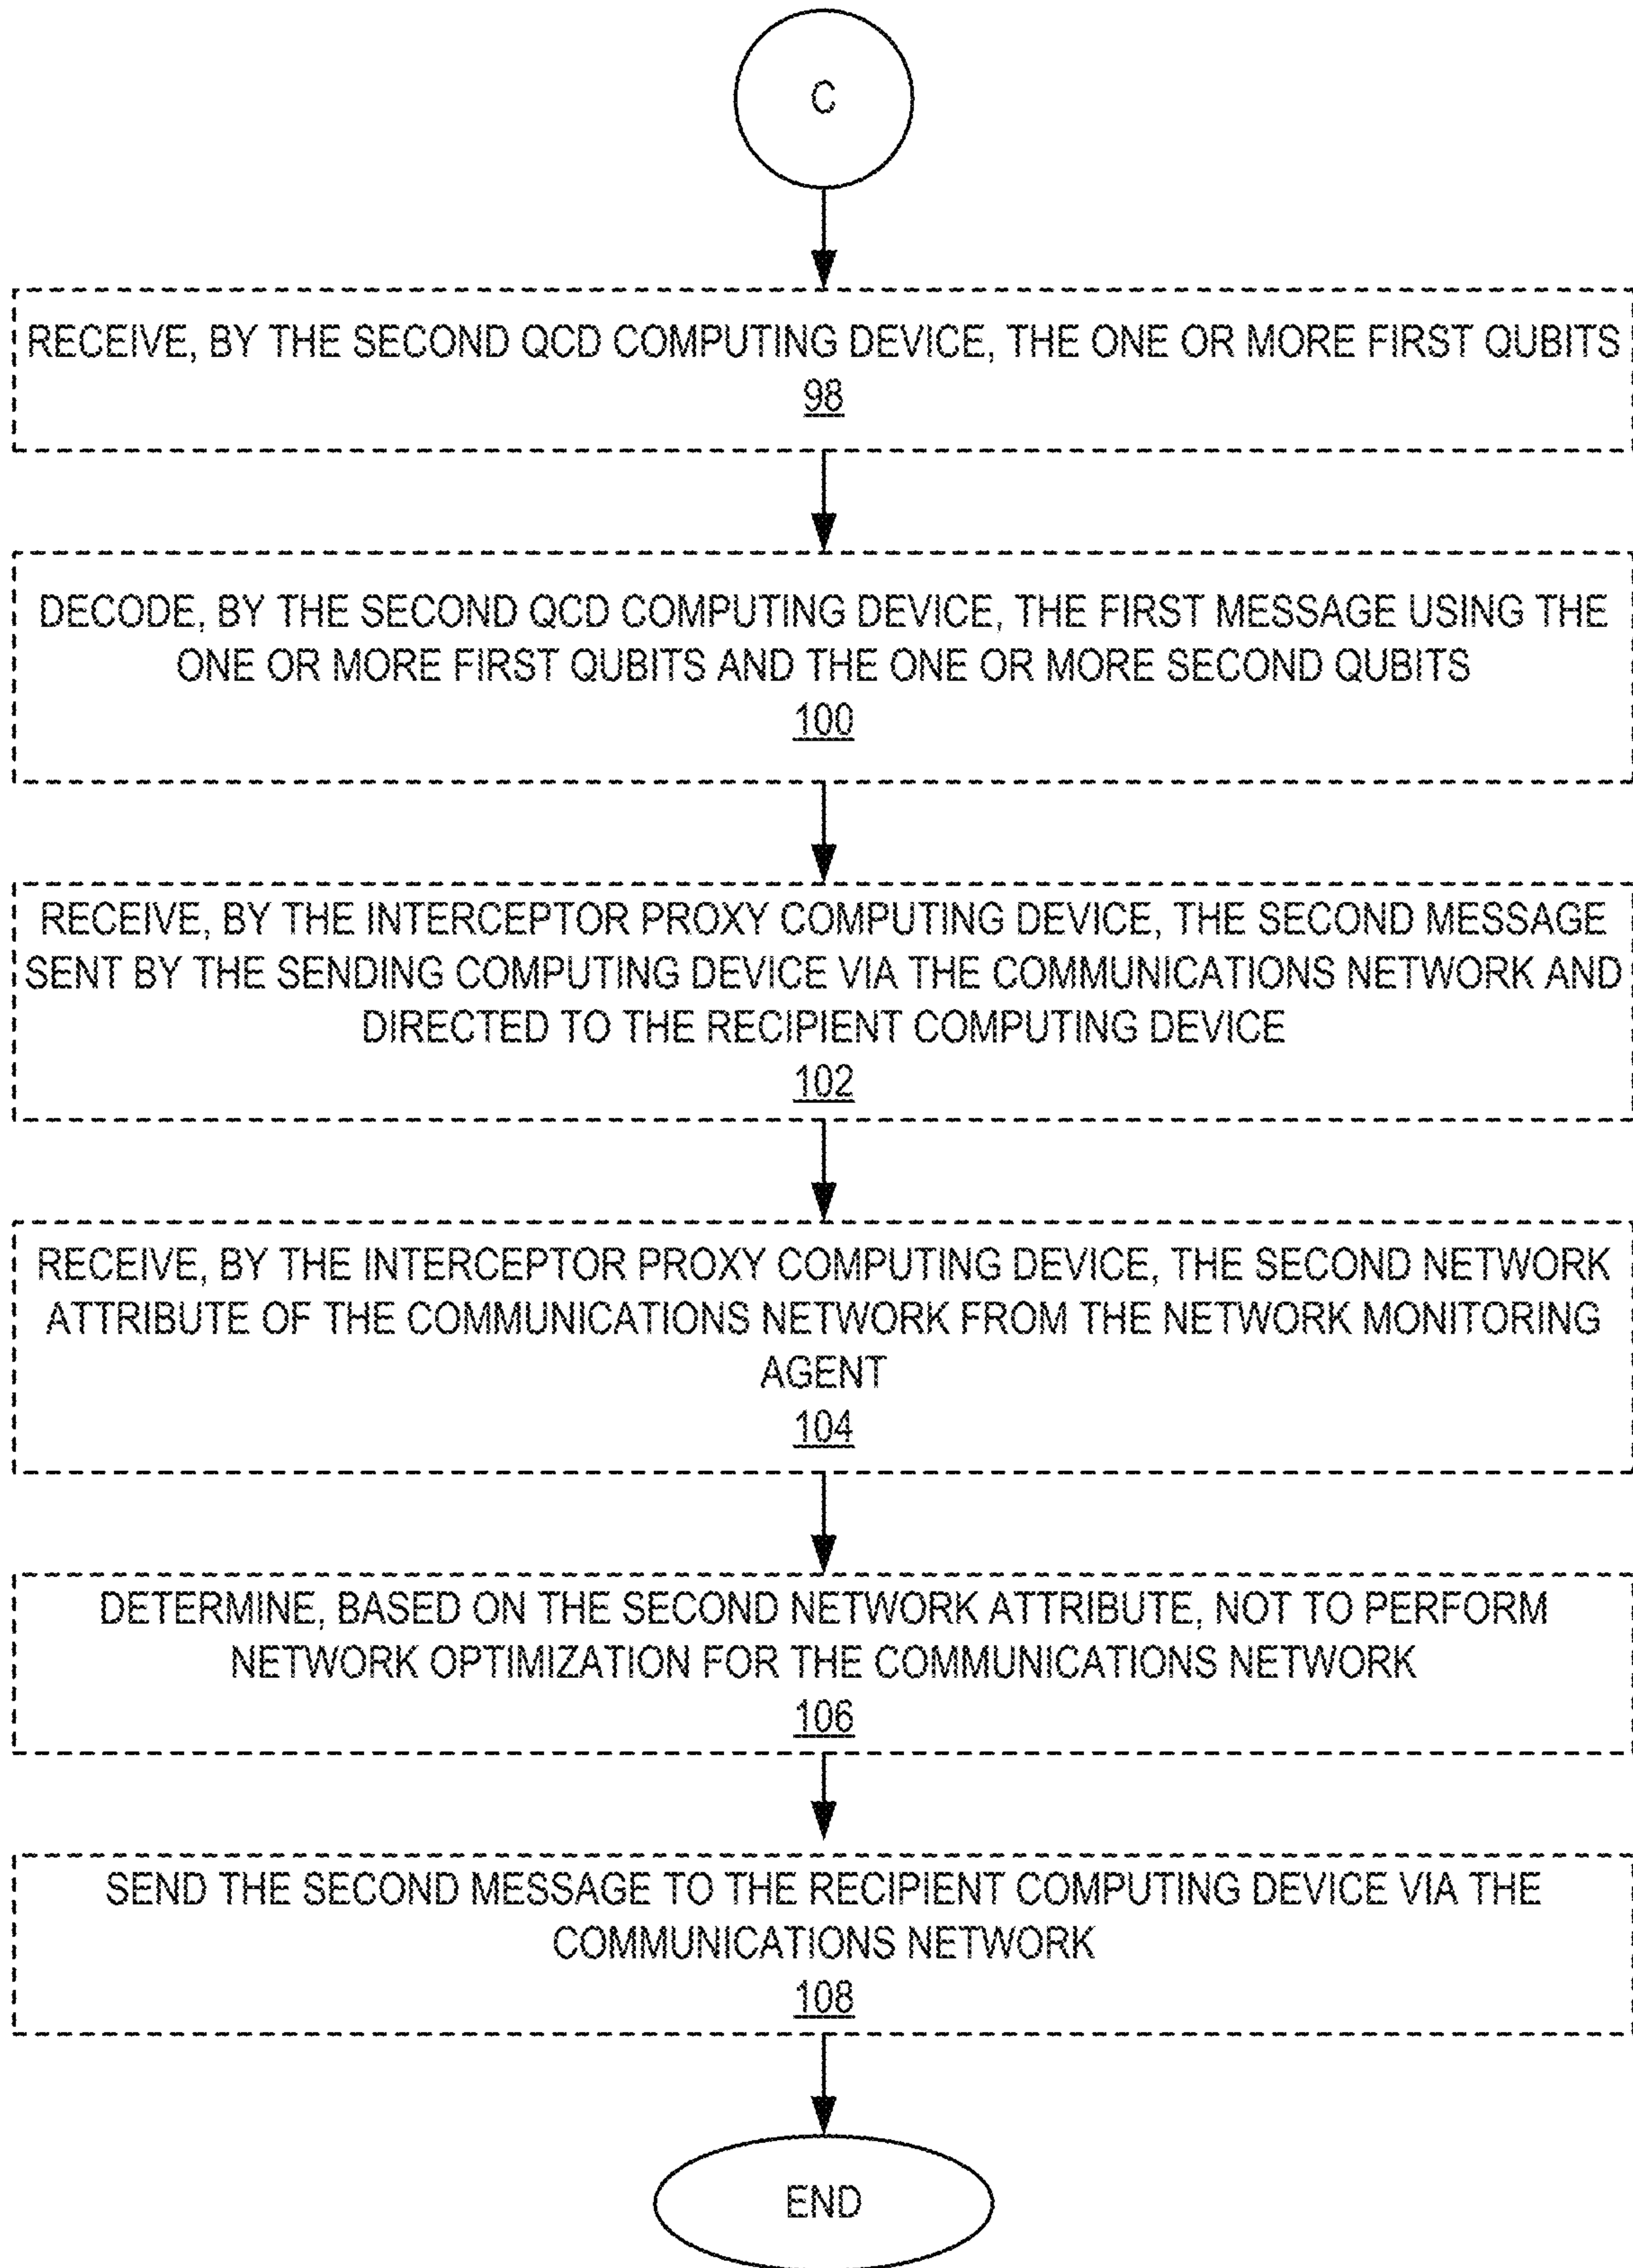 C
RECEIVE, BY THE SECOND QCD COMPUTING DEVICE, THE ONE OR MORE FIRST QUBITS
98
DECODE, BY THE SECOND QCD COMPUTING DEVICE, THE FIRST MESSAGE USING THE
ONE OR MORE FIRST QUBITS AND THE ONE OR MORE SECOND QUBITS
100
RECEIVE, BY THE INTERCEPTOR PROXY COMPUTING DEVICE, THE SECOND MESSAGE
SENT BY THE SENDING COMPUTING DEVICE VIA THE COMMUNICATIONS NETWORK AND
DIRECTED TO THE RECIPIENT COMPUTING DEVICE
102
RECEIVE, BY THE INTERCEPTOR PROXY COMPUTING DEVICE, THE SECOND NETWORK
ATTRIBUTE OF THE COMMUNICATIONS NETWORK FROM THE NETWORK MONITORING
AGENT
104
DETERMINE, BASED ON THE SECOND NETWORK ATTRIBUTE, NOT TO PERFORM
NETWORK OPTIMIZATION FOR THE COMMUNICATIONS NETWORK
106
SEND THE SECOND MESSAGE TO THE RECIPIENT COMPUTING DEVICE VIA THE
COMMUNICATIONS NETWORK
108
END